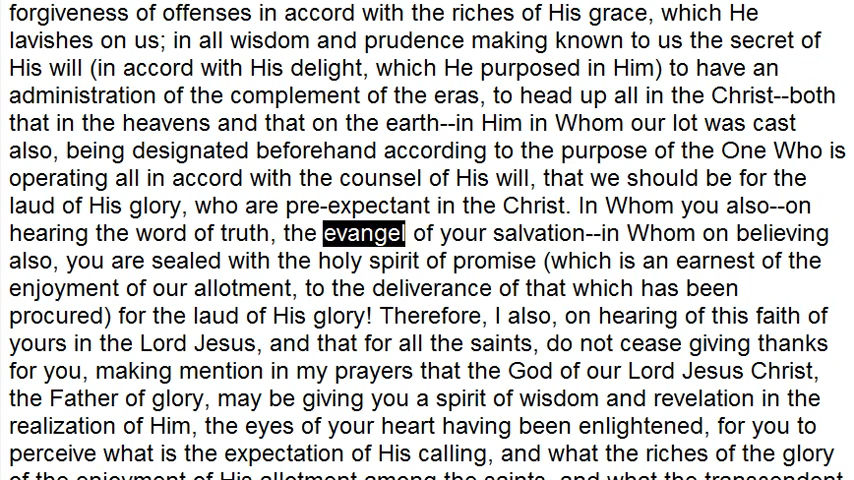 forgiveness of offenses in accord with the riches of His grace, which He
lavishes on us; in all wisdom and prudence making known to us the secret of
His will (in accord with His delight, which He purposed in Him) to have an
administration of the complement of the eras, to head up all in the Christ--both
that in the heavens and that on the earth--in Him in Whom our lot was cast
also, being designated beforehand according to the purpose of the One Who is
operating all in accord with the counsel of His will, that we should be for the
laud of His glory, who are pre-expectant in the Christ. In Whom you also--on
hearing the word of truth, the evangel of your salvation--in Whom on believing
also, you are sealed with the holy spirit of promise (which is an earnest of the
enjoyment of our allotment, to the deliverance of that which has been
procured) for the laud of His glory! Therefore, I also, on hearing of this faith of
yours in the Lord Jesus, and that for all the saints, do not cease giving thanks
for you, making mention in my prayers that the God of our Lord Jesus Christ,
the Father of glory, may be giving you a spirit of wisdom and revelation in the
realization of Him, the eyes of your heart having been enlightened, for you to
perceive what is the expectation of His calling, and what the riches of the glory
of the enjoyment of His allotment among the saints, and what the transcendent